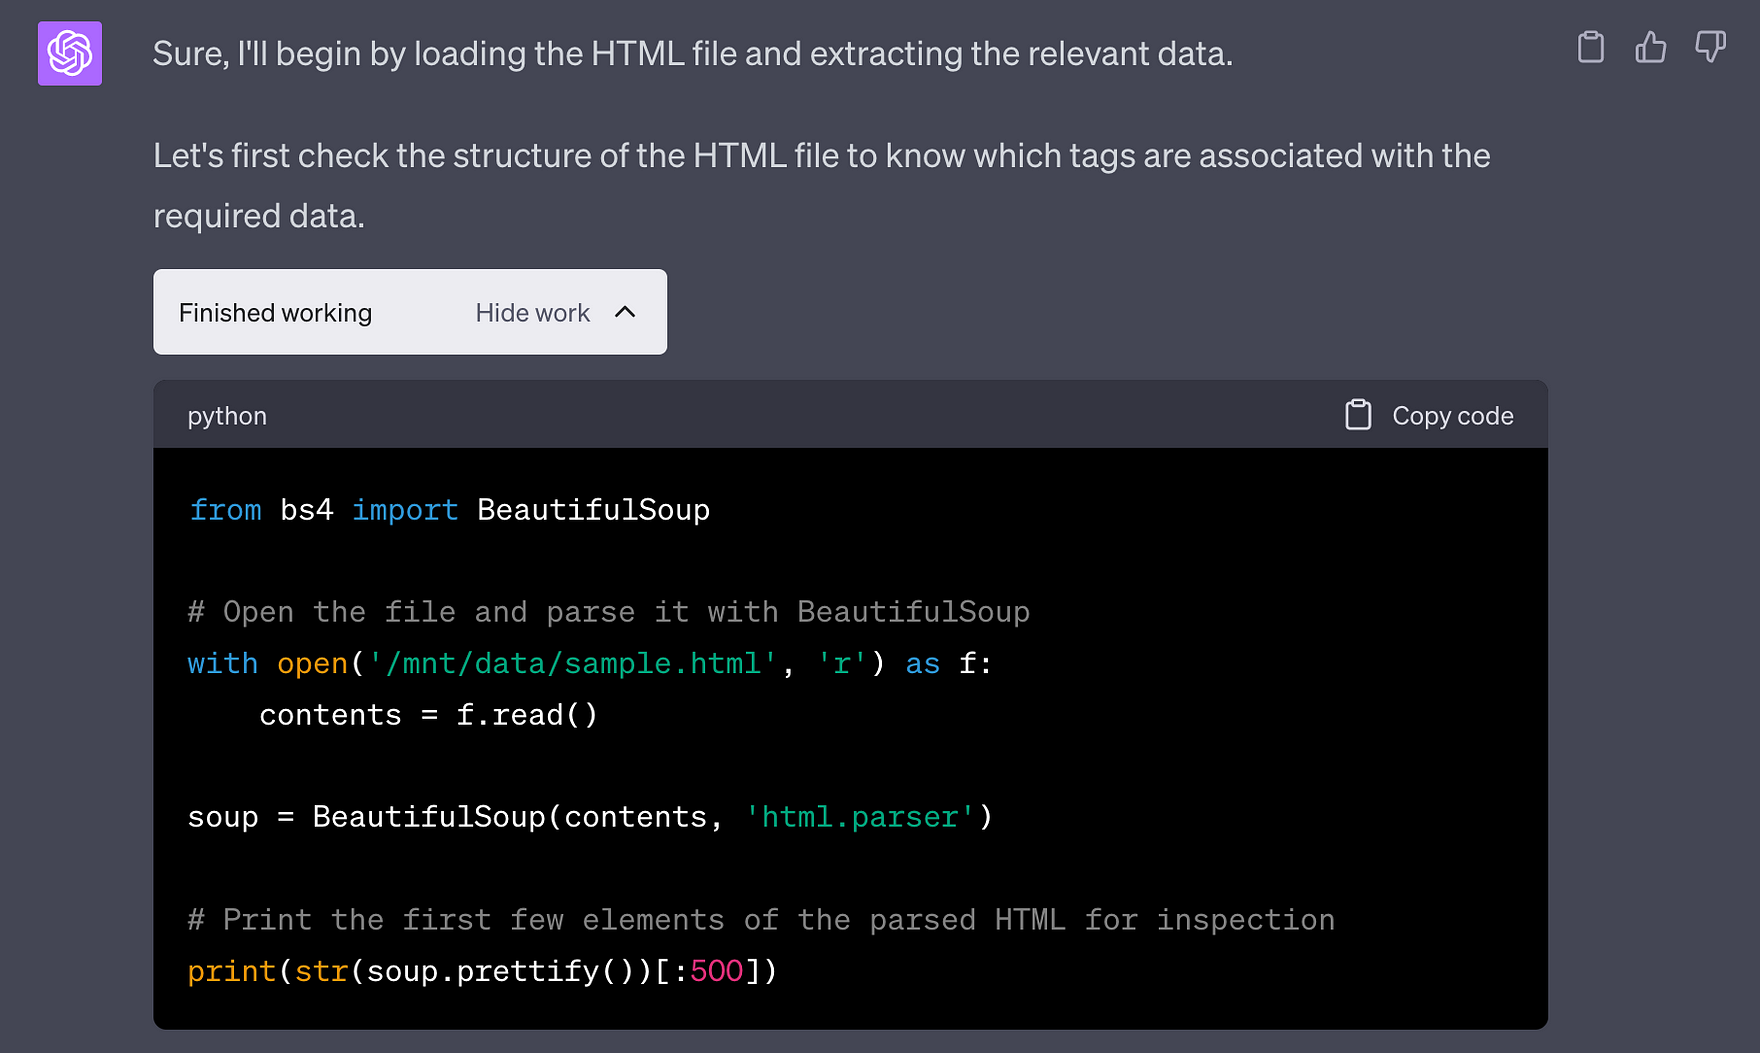 Sure, I'll begin by loading the HTML file and extracting the relevant data.
Let's first check the structure of the HTML file to know which tags are associated with the
required data.
Finished working Hide work
python Copy code
from bs4 import BeautifulSoup
# Open the file and parse it with BeautifulSoup
with open('/mnt/data/sample.html', 'r') as f:
    contents = f.read()
soup = BeautifulSoup(contents, 'html.parser')
# Print the first few elements of the parsed HTML for inspection
print(str(soup.prettify())[:500])